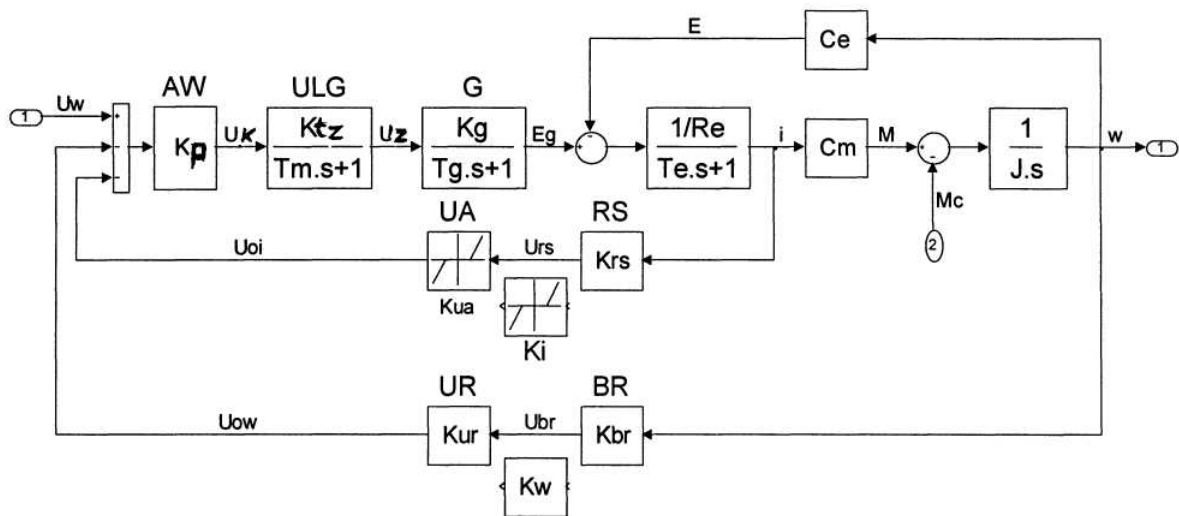 E
Ce
AW
ULG
G
1
Uw
+
-
-
Kp
UK
Ktz
Tm.s+1
Uz
Kg
Tg.s+1
Eg
+
-
1/Re
Te.s+1
i
Cm
M
+
-
1
J.s
w
1
Mc
2
UA
RS
Uoi
Urs
Krs
Kua
Ki
UR
BR
Uow
Kur
Ubr
Kbr
Kw